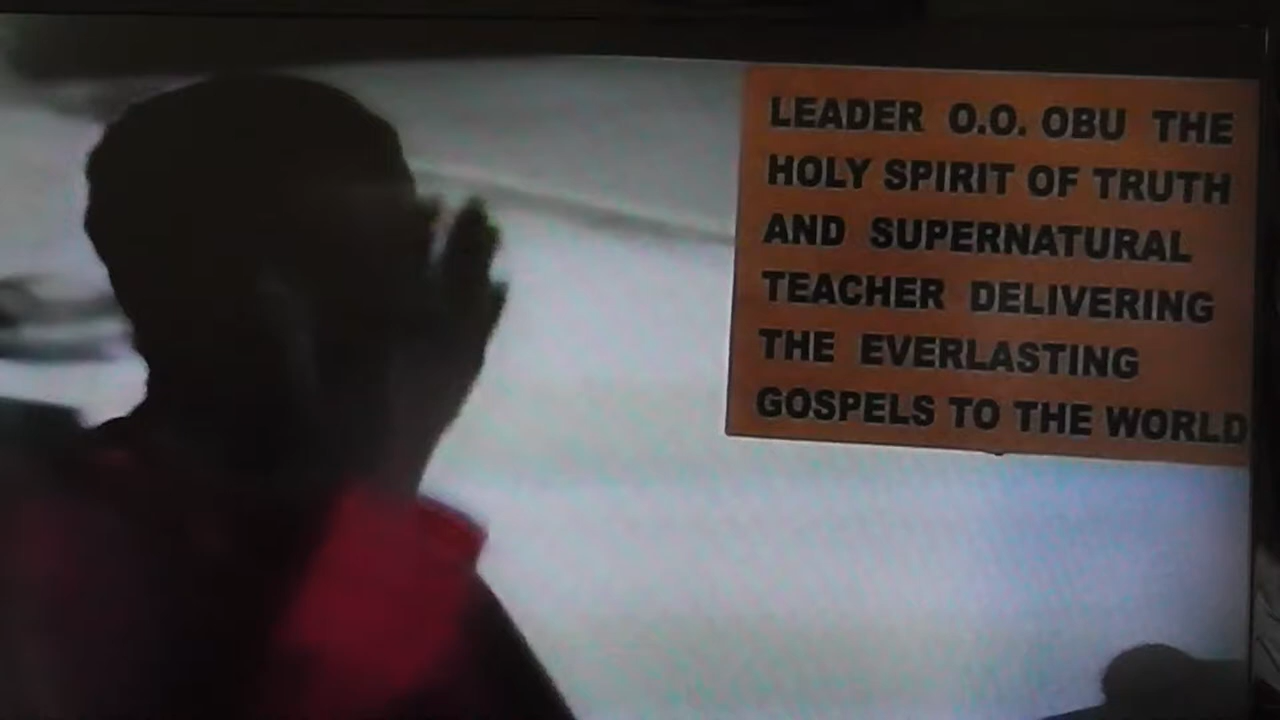 LEADER O.O. OBU THE
HOLY SPIRIT OF TRUTH
AND SUPERNATURAL
TEACHER DELIVERING
THE EVERLASTING
GOSPELS TO THE WORLD